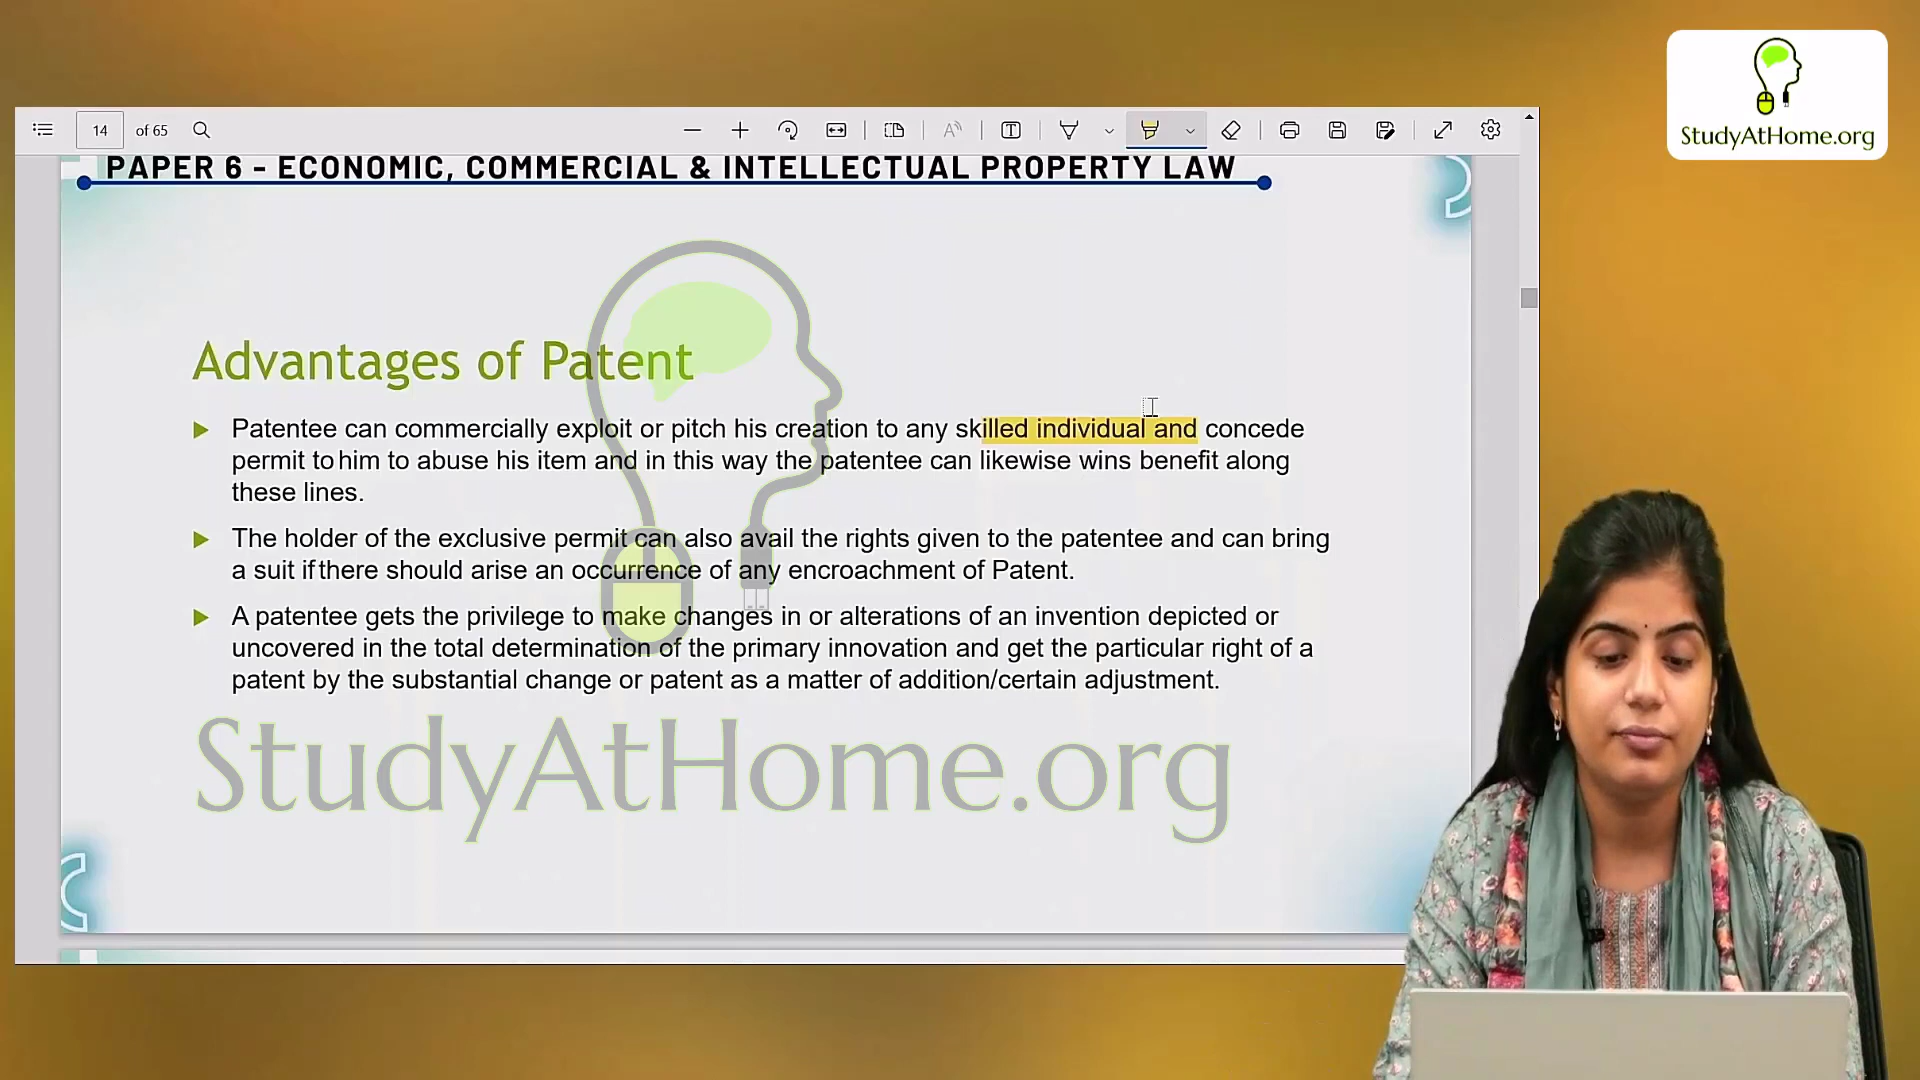 StudyAtHome.org
14 of 65
PAPER 6 - ECONOMIC, COMMERCIAL & INTELLECTUAL PROPERTY LAW
Advantages of Patent
Patentee can commercially exploit or pitch his creation to any skilled individual and concede
permit to him to abuse his item and in this way the patentee can likewise wins benefit along
these lines.
The holder of the exclusive permit can also avail the rights given to the patentee and can bring
a suit if there should arise an occurrence of any encroachment of Patent.
A patentee gets the privilege to make changes in or alterations of an invention depicted or
uncovered in the total determination of the primary innovation and get the particular right of a
patent by the substantial change or patent as a matter of addition/certain adjustment.
StudyAtHome.org